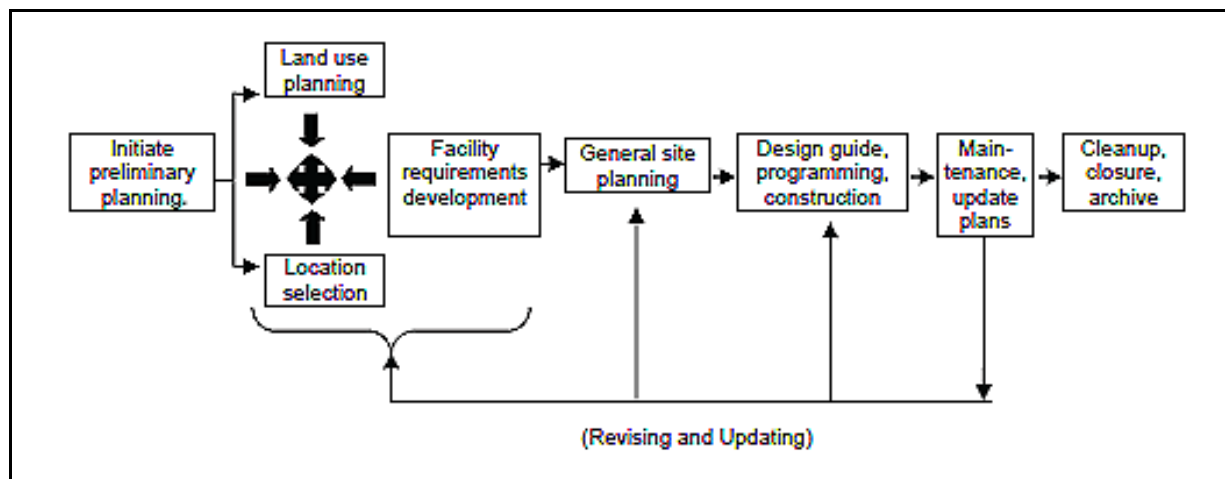 Land use
planning
Initiate
preliminary
planning.
Facility
requirements
development
Location
selection
General site
planning
Design guide,
programming,
construction
Main-
tenance,
update
plans
Cleanup,
closure,
archive
(Revising and Updating)